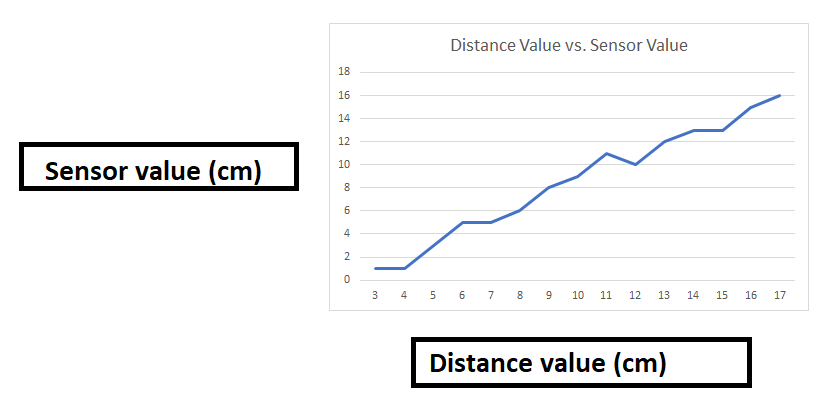 Distance Value vs. Sensor Value
18
16
14
12
10
8
6
4
2
0
3 4 5 6 7 8 9 10 11 12 13 14 15 16 17
Sensor value (cm)
Distance value (cm)